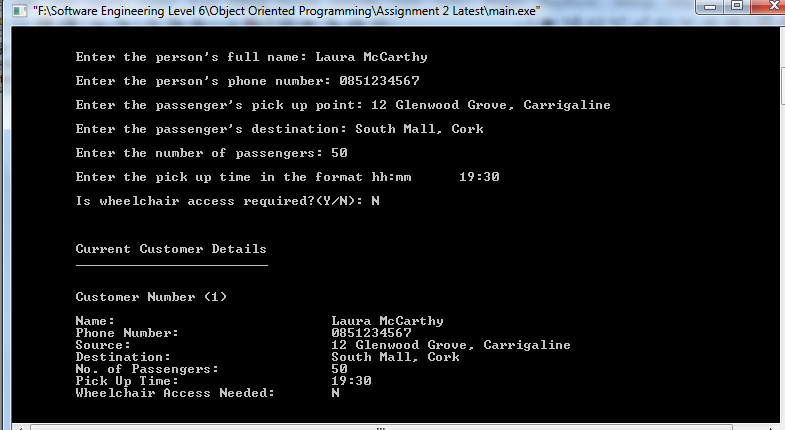 "F:\Software Engineering Level 6\Object Oriented Programming\Assignment 2 Latest\main.exe"
Enter the person's full name: Laura McCarthy
Enter the person's phone number: 0851234567
Enter the passenger's pick up point: 12 Glenwood Grove, Carrigaline
Enter the passenger's destination: South Mall, Cork
Enter the number of passengers: 50
Enter the pick up time in the format hh:mm 19:30
Is wheelchair access required?(Y/N): N
Current Customer Details
Customer Number (1)
Name: Laura McCarthy
Phone Number: 0851234567
Source: 12 Glenwood Grove, Carrigaline
Destination: South Mall, Cork
No. of Passengers: 50
Pick Up Time: 19:30
Wheelchair Access Needed: N